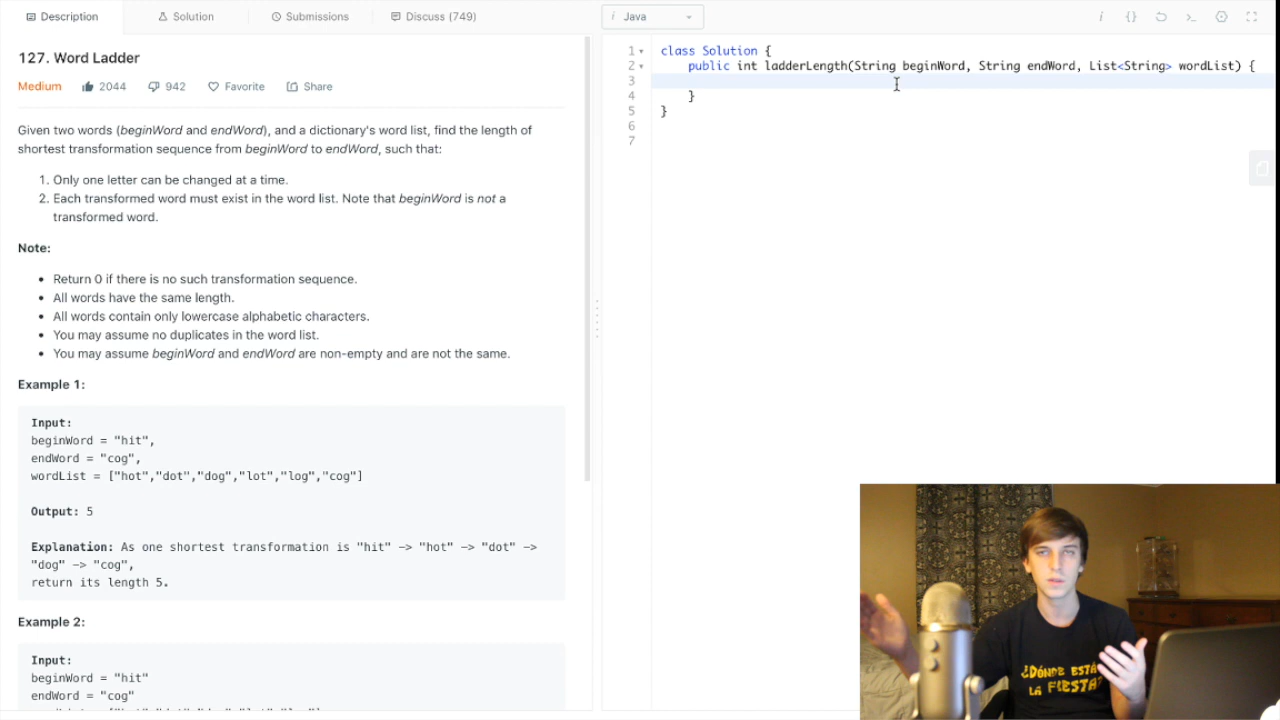 Description
Solution
Submissions
Discuss (749)
i Java
i {} >_
127. Word Ladder
Medium 2044 942 Favorite Share
Given two words (beginWord and endWord), and a dictionary's word list, find the length of
shortest transformation sequence from beginWord to endWord, such that:
1. Only one letter can be changed at a time.
2. Each transformed word must exist in the word list. Note that beginWord is not a
transformed word.
Note:
• Return 0 if there is no such transformation sequence.
• All words have the same length.
• All words contain only lowercase alphabetic characters.
• You may assume no duplicates in the word list.
• You may assume beginWord and endWord are non-empty and are not the same.
Example 1:
Input:
beginWord = "hit",
endWord = "cog",
wordList = ["hot","dot","dog","lot","log","cog"]
Output: 5
Explanation: As one shortest transformation is "hit" -> "hot" -> "dot" ->
"dog" -> "cog",
return its length 5.
Example 2:
Input:
beginWord = "hit"
endWord = "cog"
1 class Solution {
2 public int ladderLength(String beginWord, String endWord, List<String> wordList) {
3
4 }
5 }
6
7
¿DÓNDE ESTÁ
LA FIESTA?